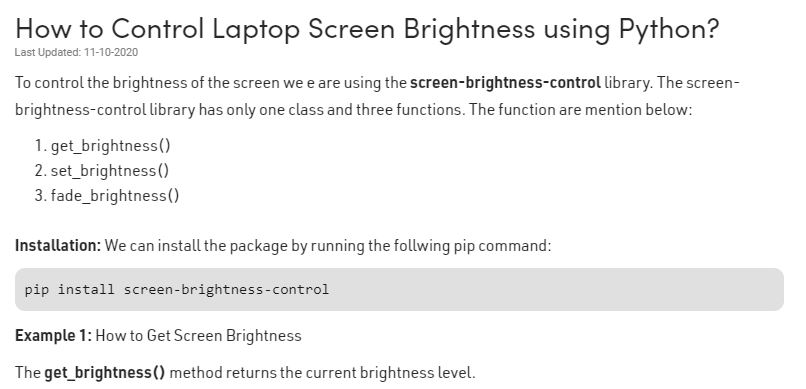 How to Control Laptop Screen Brightness using Python?
Last Updated: 11-10-2020
To control the brightness of the screen we e are using the screen-brightness-control library. The screen-
brightness-control library has only one class and three functions. The function are mention below:
1. get_brightness()
2. set_brightness()
3. fade_brightness()
Installation: We can install the package by running the follwing pip command:
pip install screen-brightness-control
Example 1: How to Get Screen Brightness
The get_brightness() method returns the current brightness level.